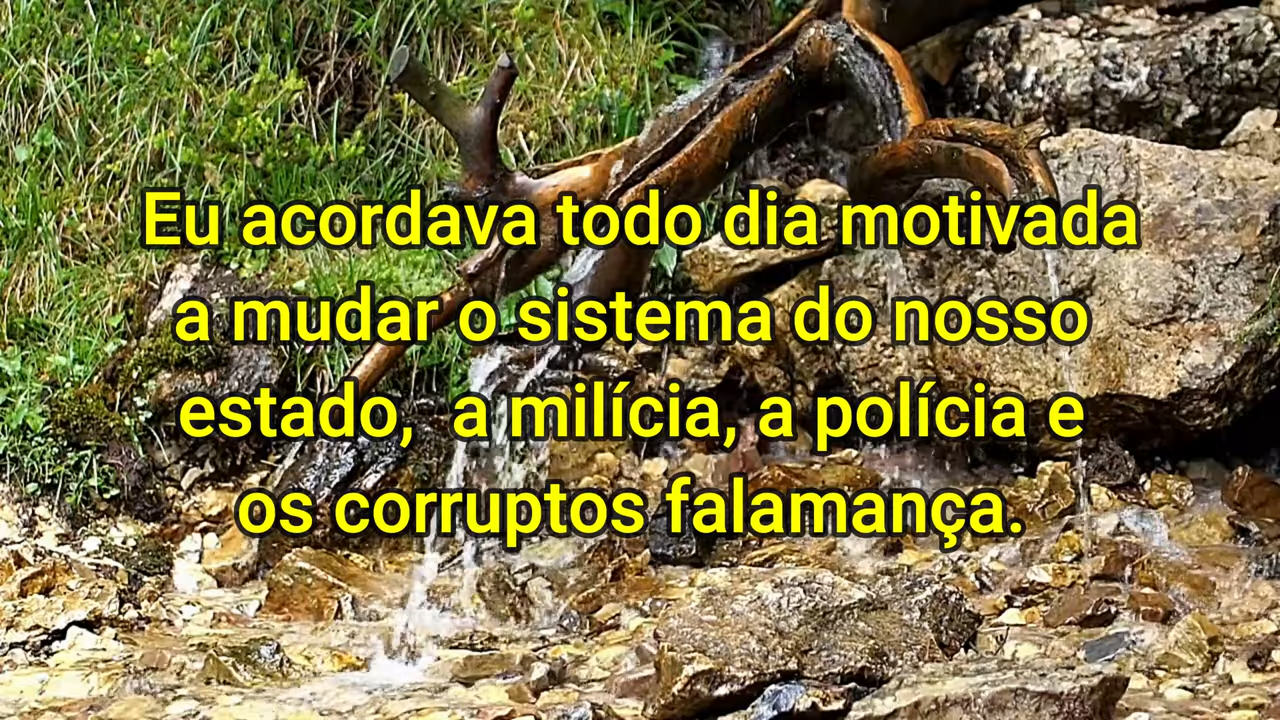 Eu acordava todo dia motivada
a mudar o sistema do nosso
estado,  a milícia, a polícia e
os corruptos falamança.